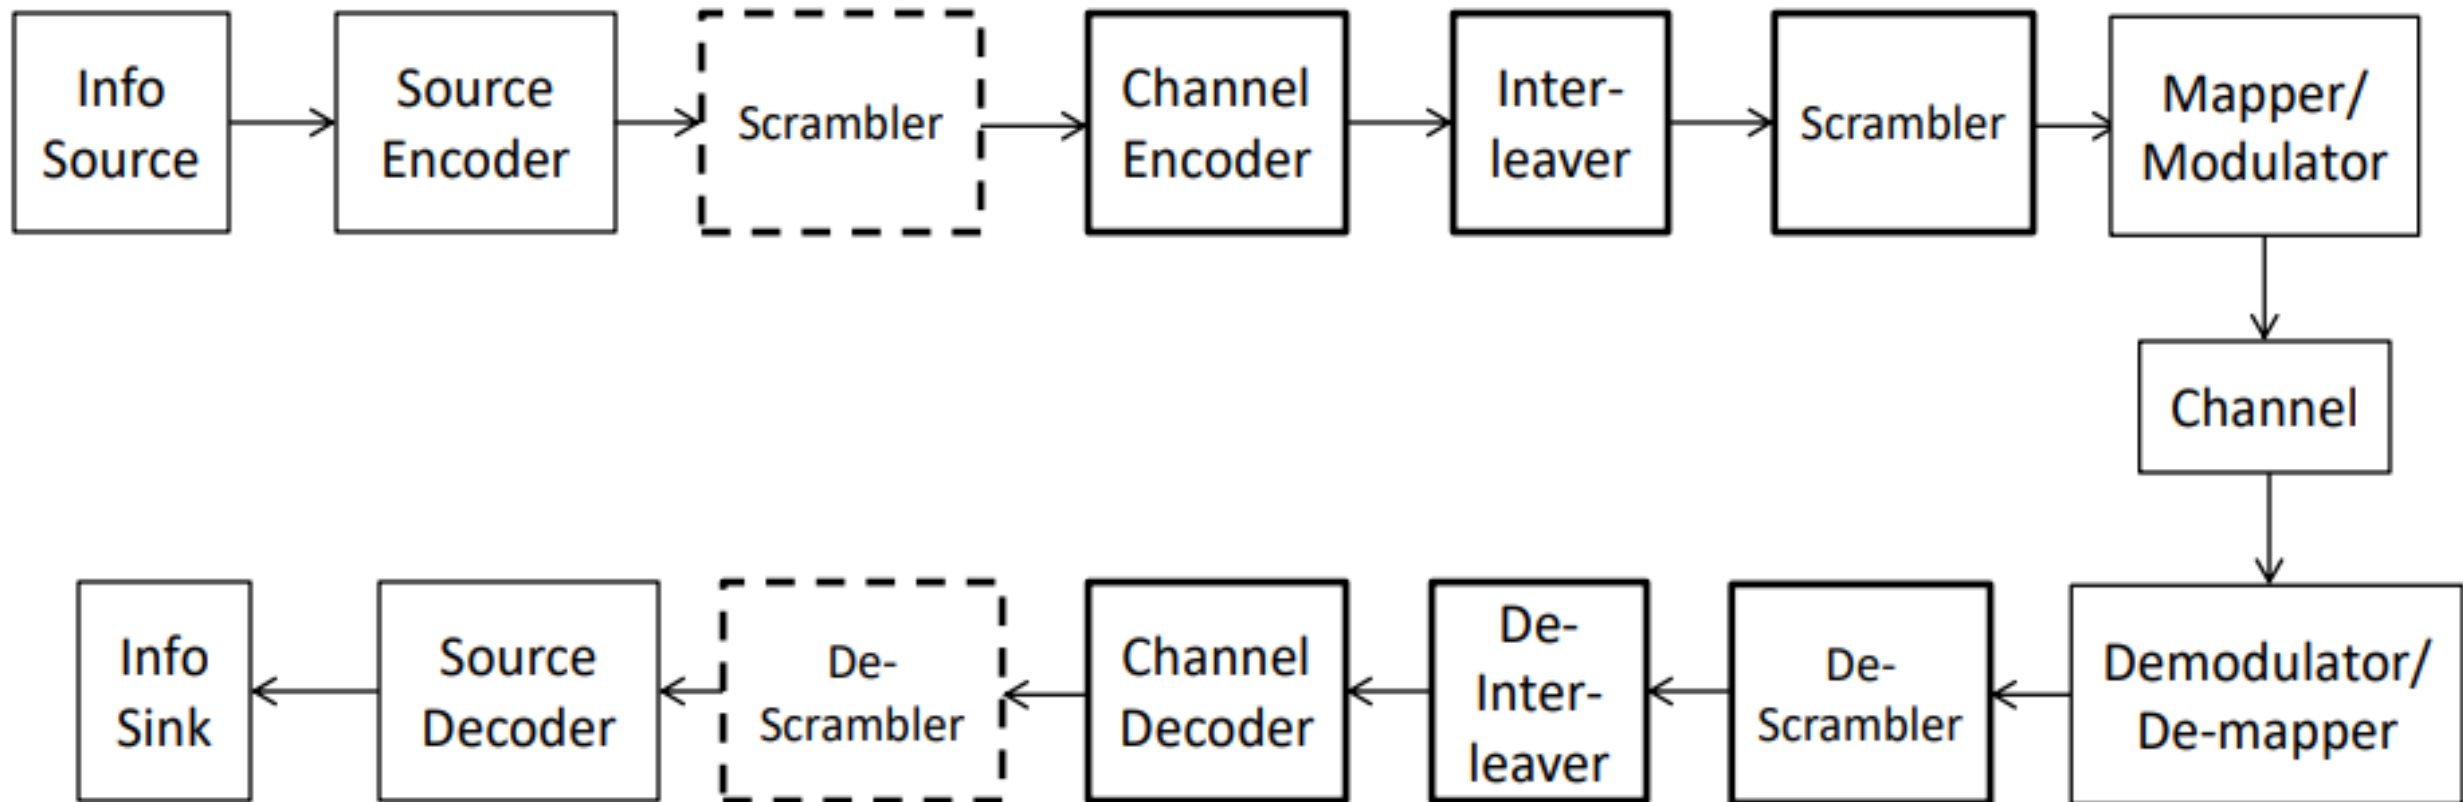 Info
Source
Source
Encoder
Scrambler
Channel
Encoder
Inter-
leaver
Scrambler
Mapper/
Modulator
Channel
Demodulator/
De-mapper
De-
Scrambler
De-
Inter-
leaver
Channel
Decoder
De-
Scrambler
Source
Decoder
Info
Sink